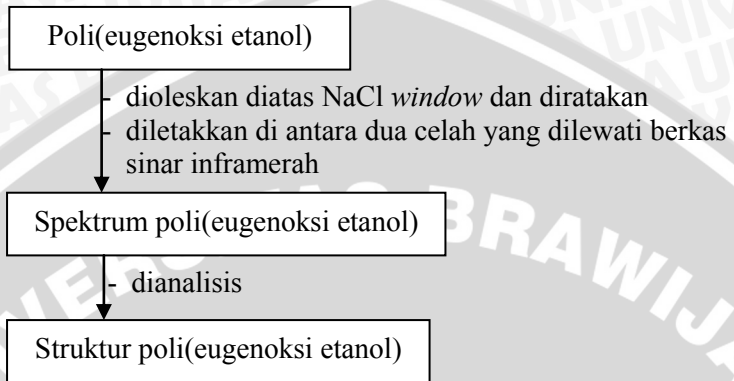 Poli(eugenoksi etanol)
- dioleskan diatas NaCl window dan diratakan
- diletakkan di antara dua celah yang dilewati berkas
sinar inframerah
Spektrum poli(eugenoksi etanol)
- dianalisis
Struktur poli(eugenoksi etanol)